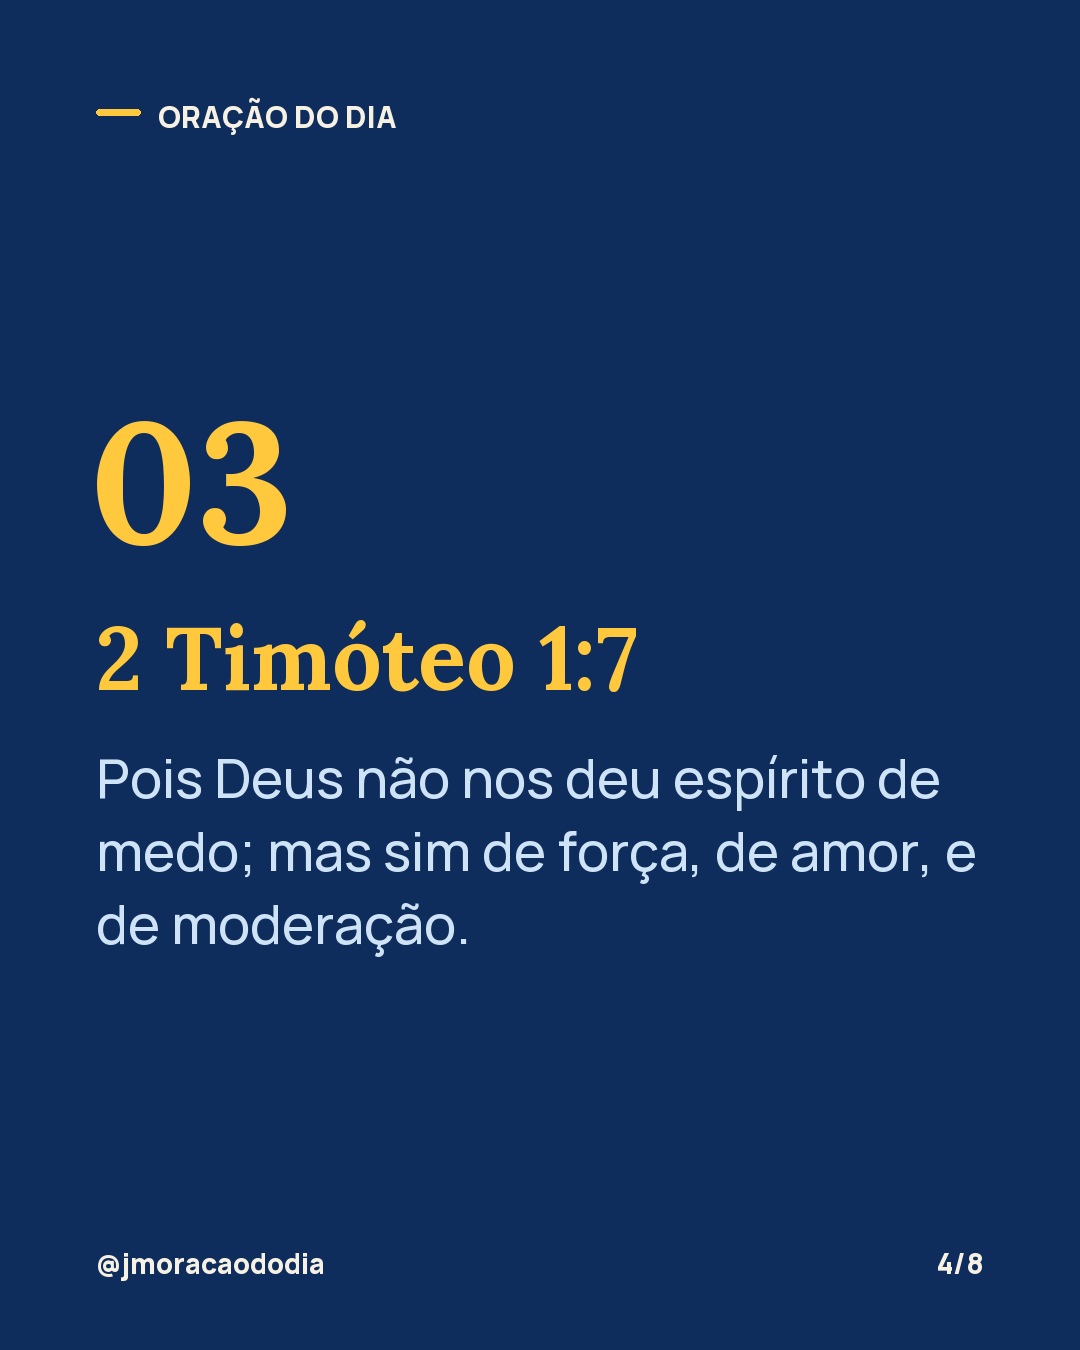 ORAÇÃO DO DIA
03
2 Timóteo 1:7
Pois Deus não nos deu espírito de
medo; mas sim de força, de amor, e
de moderação.
@jmoracaododia
4/8